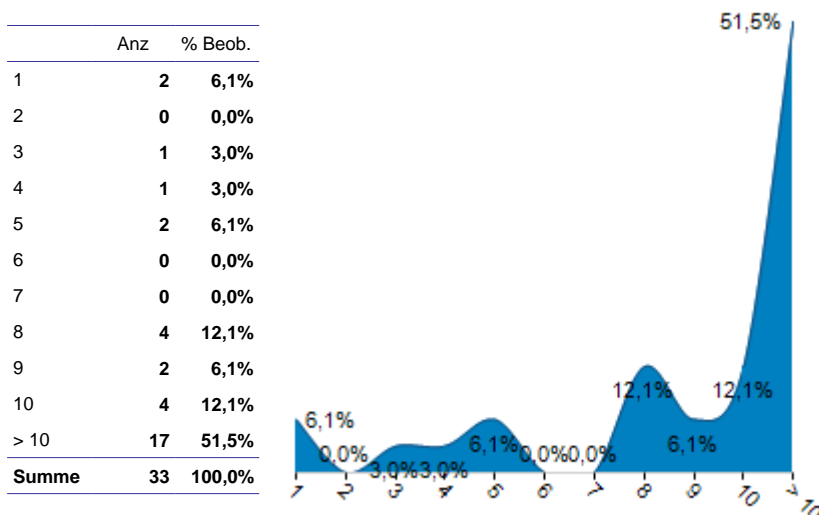 Anz % Beob.
1 2 6,1%
2 0 0,0%
3 1 3,0%
4 1 3,0%
5 2 6,1%
6 0 0,0%
7 0 0,0%
8 4 12,1%
9 2 6,1%
10 4 12,1%
> 10 17 51,5%
Summe 33 100,0%
51,5%
12,1% 12,1%
6,1%
6,1% 6,1%
0,0% 0,0% 0,0%
3,0% 3,0%
1 2 3 4 5 6 7 8 9 10 > 10